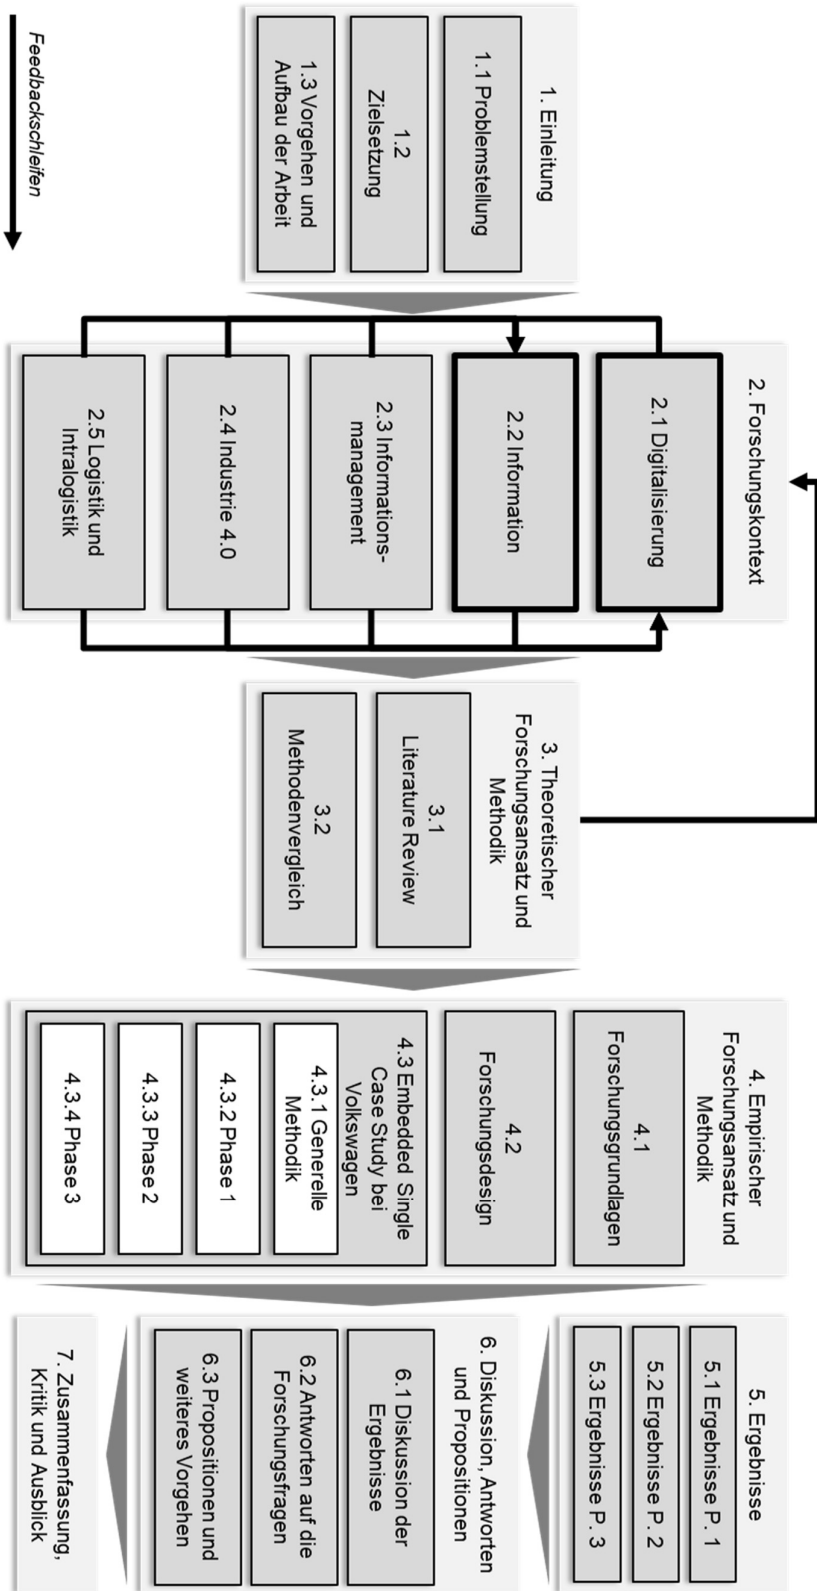 1. Einleitung
1.1 Problemstellung
1.2
Zielsetzung
1.3 Vorgehen und
Aufbau der Arbeit
2. Forschungskontext
2.1 Digitalisierung
2.2 Information
2.3 Informations-
management
2.4 Industrie 4.0
2.5 Logistik und
Intralogistik
3. Theoretischer
Forschungsansatz und
Methodik
3.1
Literature Review
3.2
Methodenvergleich
4. Empirischer
Forschungsansatz und
Methodik
4.1
Forschungsgrundlagen
4.2
Forschungsdesign
4.3 Embedded Single
Case Study bei
Volkswagen
4.3.1 Generelle
Methodik
4.3.2 Phase 1
4.3.3 Phase 2
4.3.4 Phase 3
5. Ergebnisse
5.1 Ergebnisse P. 1
5.2 Ergebnisse P. 2
5.3 Ergebnisse P. 3
6. Diskussion, Antworten
und Propositionen
6.1 Diskussion der
Ergebnisse
6.2 Antworten auf die
Forschungsfragen
6.3 Propositionen und
weiteres Vorgehen
7. Zusammenfassung,
Kritik und Ausblick
Feedbackschleifen